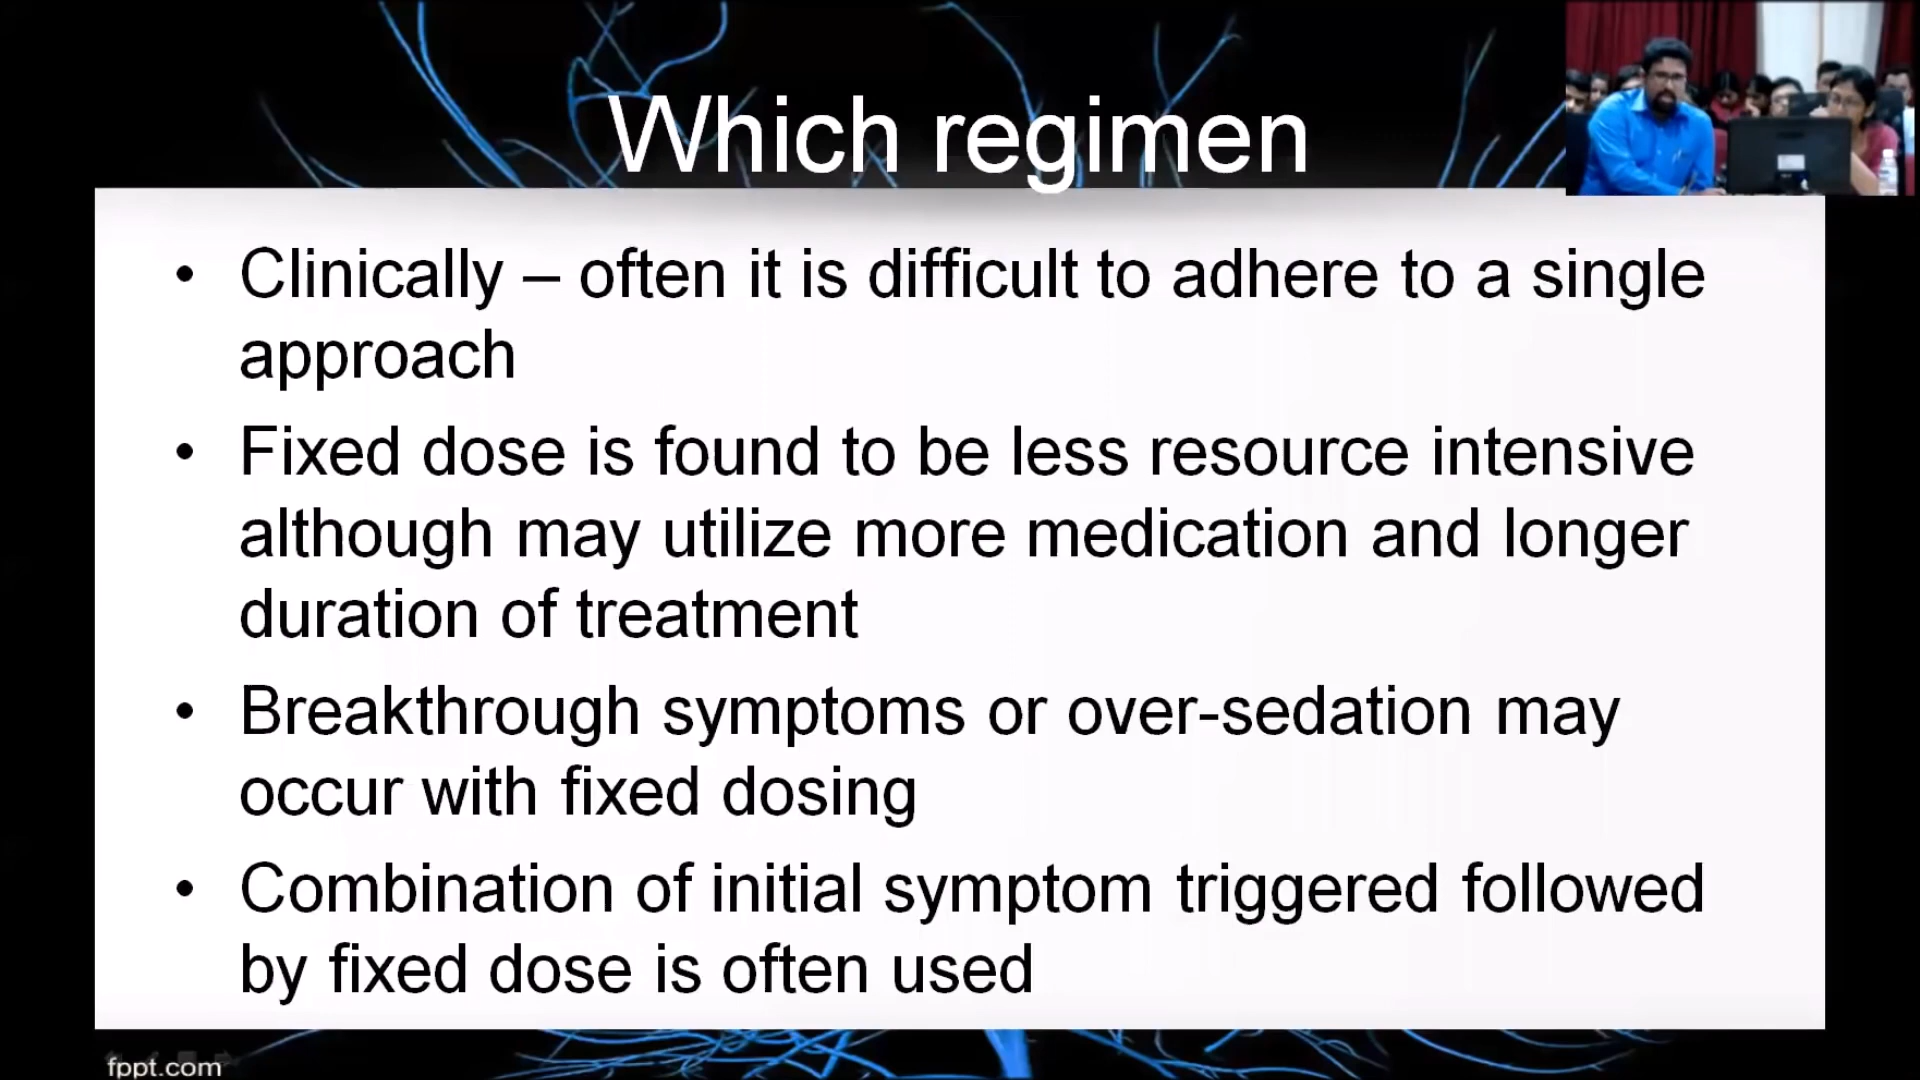 Which regimen
• Clinically – often it is difficult to adhere to a single
approach
• Fixed dose is found to be less resource intensive
although may utilize more medication and longer
duration of treatment
• Breakthrough symptoms or over-sedation may
occur with fixed dosing
• Combination of initial symptom triggered followed
by fixed dose is often used
fppt.com